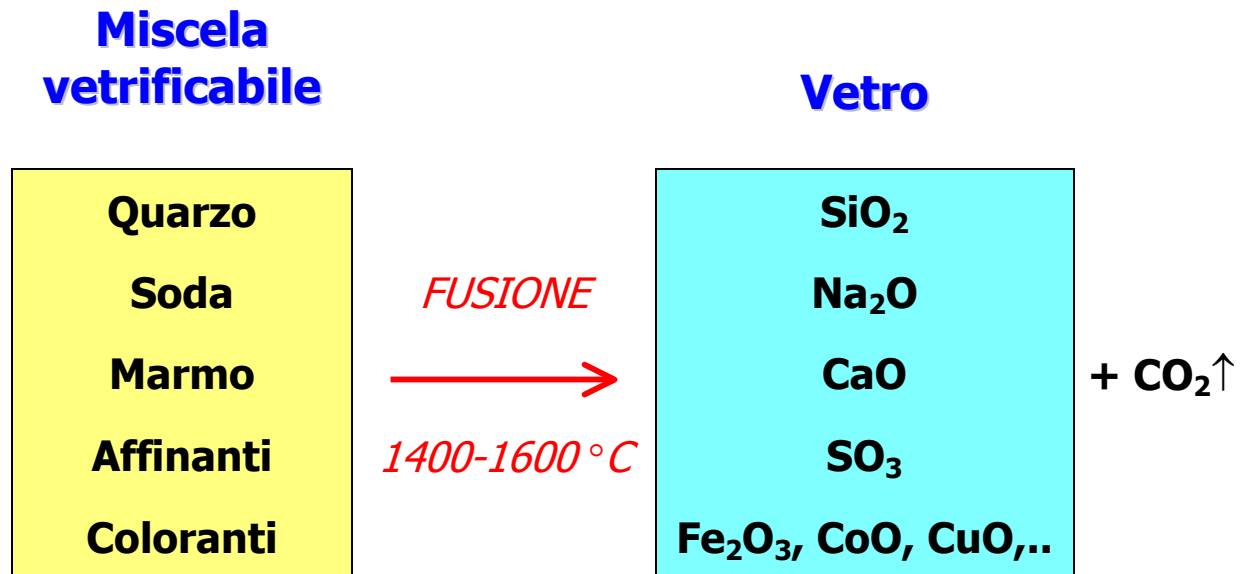 Miscela
vetrificabile
Vetro
Quarzo
Soda
Marmo
Affinanti
Coloranti
FUSIONE
1400-1600°C
SiO₂
Na₂O
CaO
SO₃
Fe₂O₃, CoO, CuO,..
+ CO₂↑